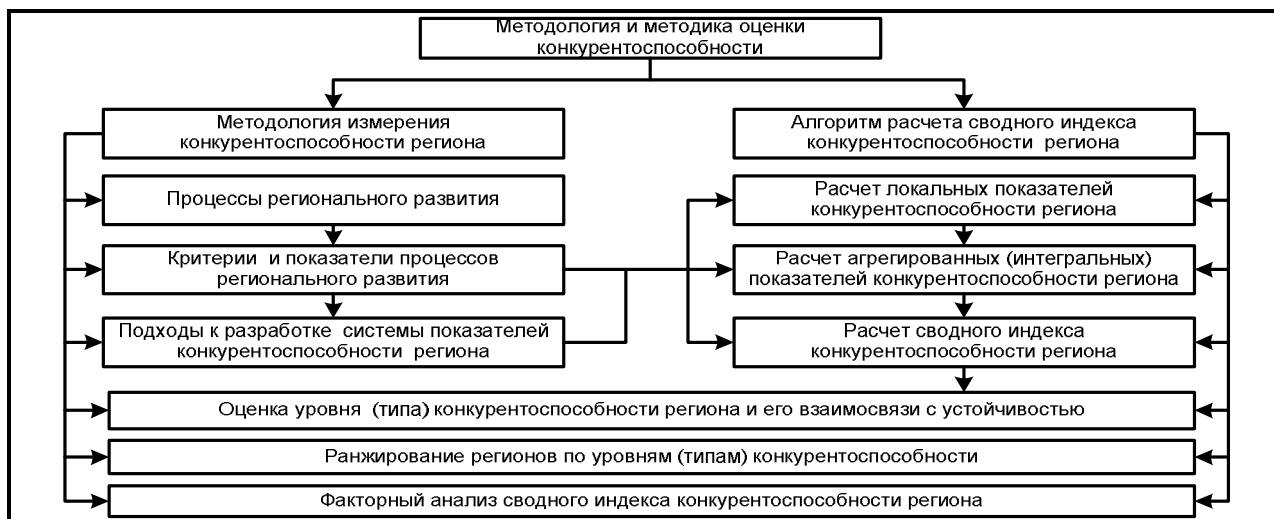 Методология и методика оценки
конкурентоспособности
Методология измерения
конкурентоспособности региона
Алгоритм расчета сводного индекса
конкурентоспособности региона
Процессы регионального развития
Расчет локальных показателей
конкурентоспособности региона
Критерии и показатели процессов
регионального развития
Расчет агрегированных (интегральных)
показателей конкурентоспособности региона
Подходы к разработке системы показателей
конкурентоспособности региона
Расчет сводного индекса
конкурентоспособности региона
Оценка уровня (типа) конкурентоспособности региона и его взаимосвязи с устойчивостью
Ранжирование регионов по уровням (типам) конкурентоспособности
Факторный анализ сводного индекса конкурентоспособности региона